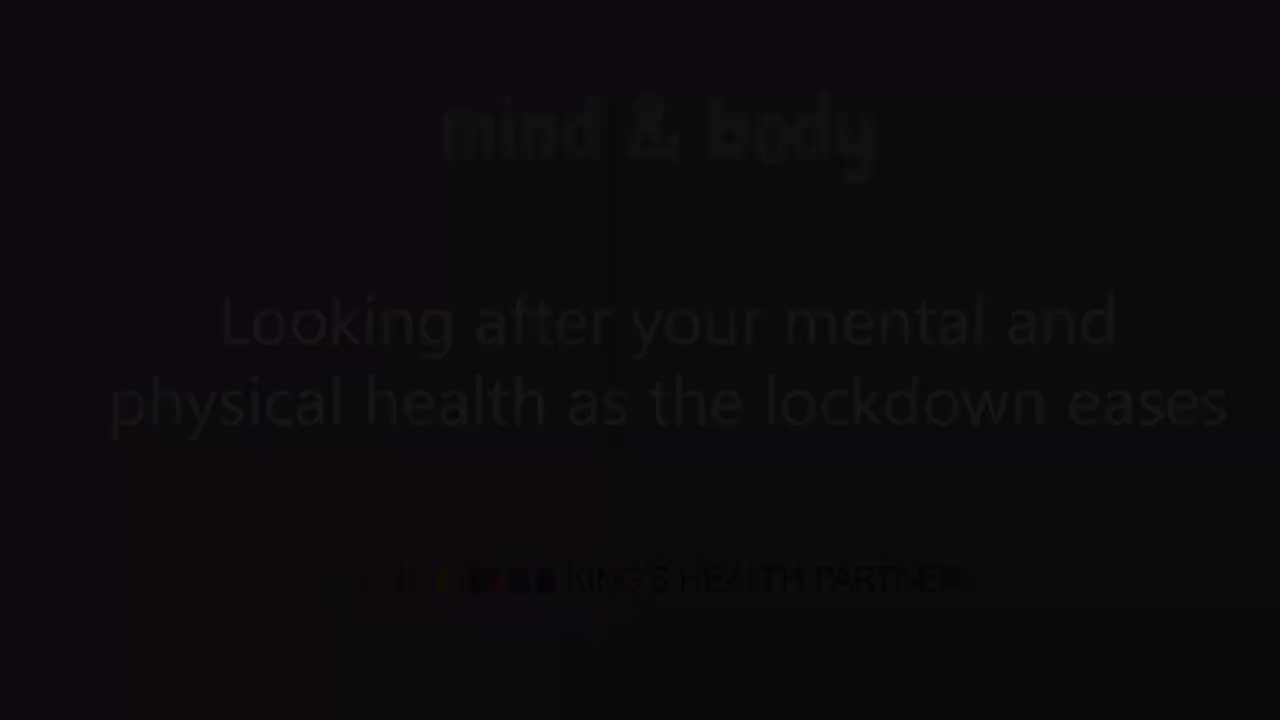 mind & body
Looking after your mental and
physical health as the lockdown eases
KING'S HEALTH PARTNERS